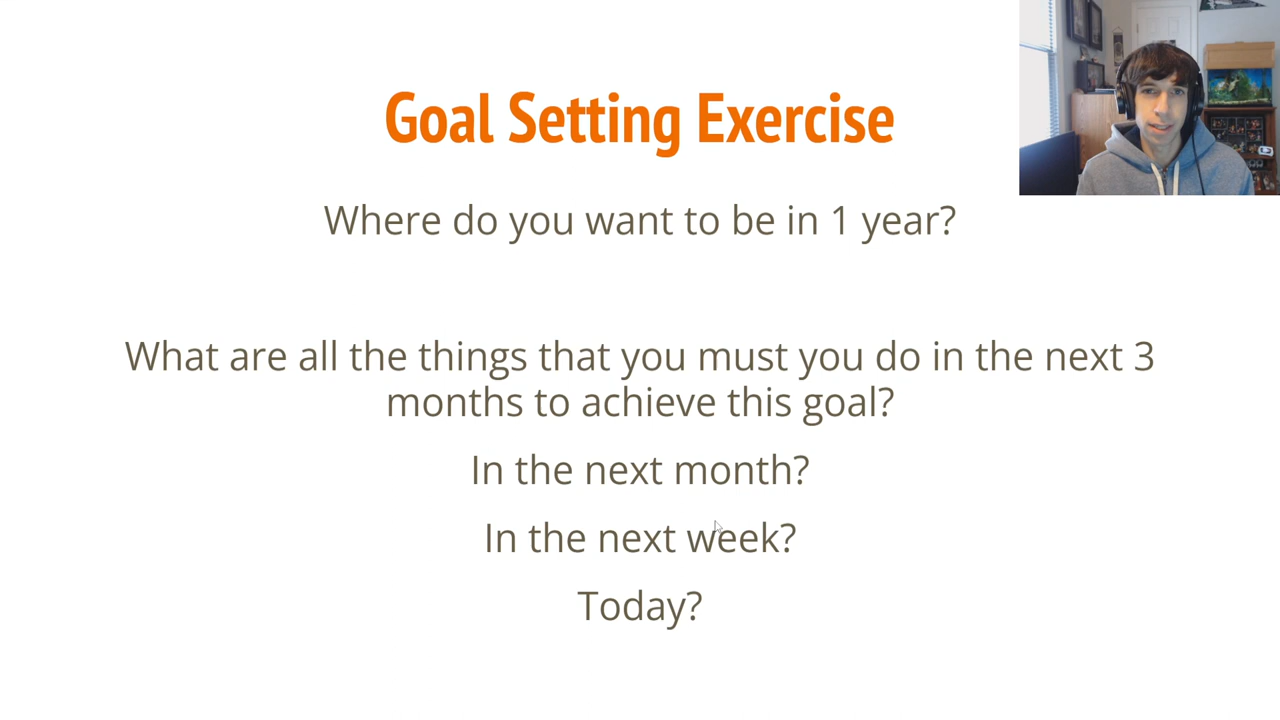 Goal Setting Exercise
Where do you want to be in 1 year?
What are all the things that you must you do in the next 3
months to achieve this goal?
In the next month?
In the next week?
Today?